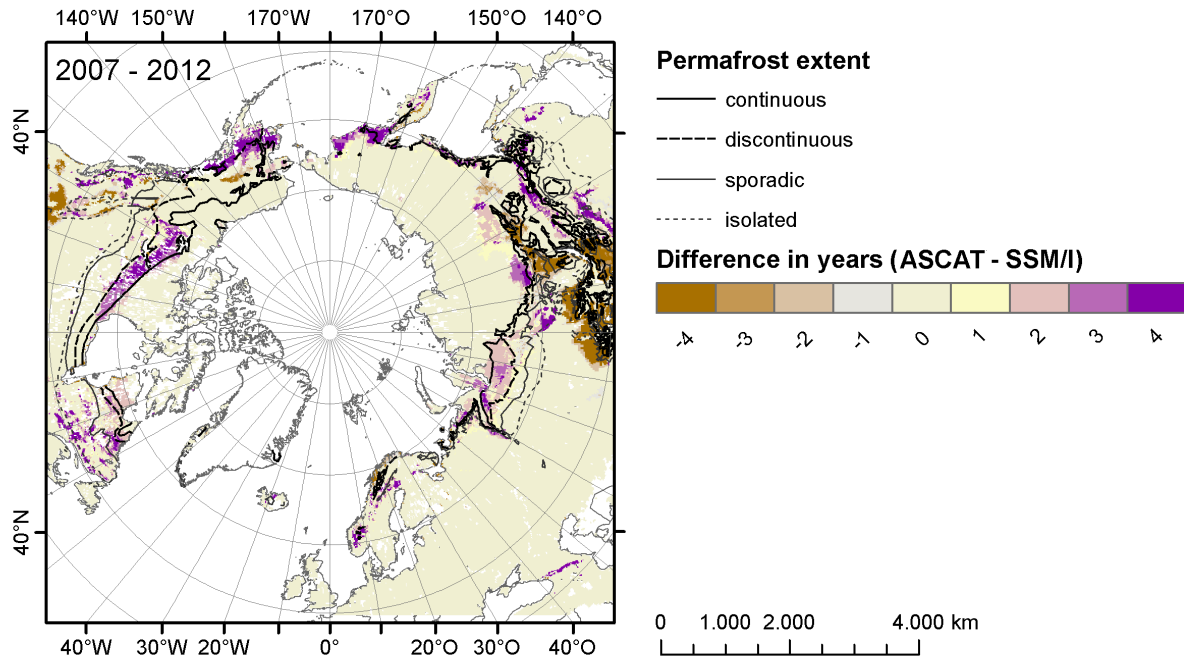 140°W 150°W 170°W 170°O 150°O 140°O
2007 - 2012
40°N
40°N
40°W 30°W 20°W 0° 20°O 30°O 40°O
Permafrost extent
continuous
discontinuous
sporadic
isolated
Difference in years (ASCAT - SSM/I)
-4 -3 -2 -1 0 1 2 3 4
0 1.000 2.000 4.000 km